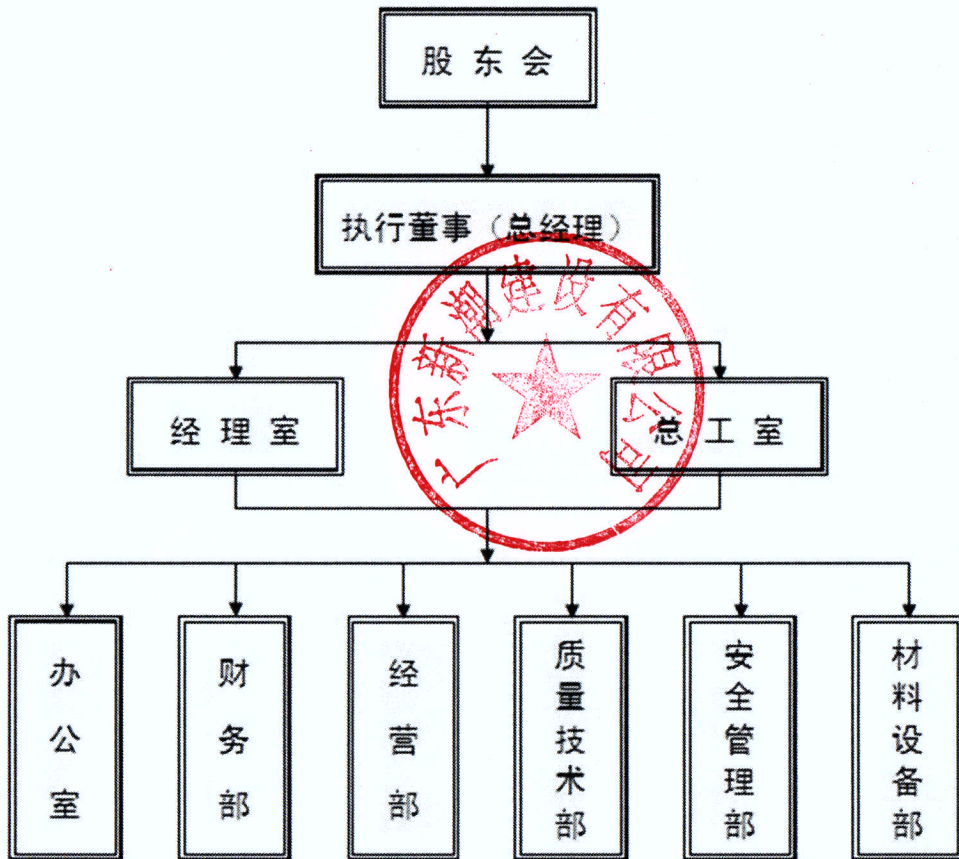 股东会
执行董事（总经理）
广东新潮建设有限公司
经理室
总工室
办公室
财务部
经营部
质量技术部
安全管理部
材料设备部